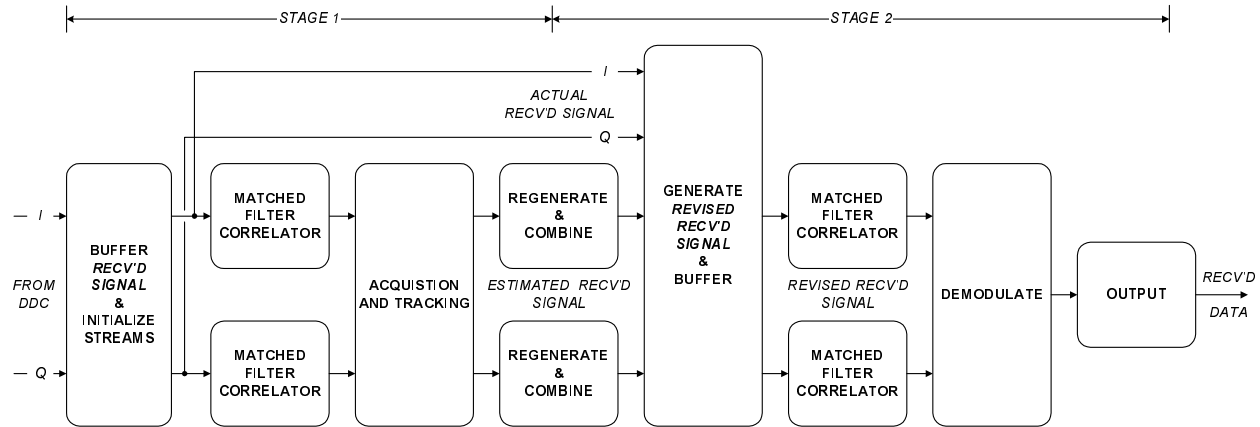 STAGE 1
STAGE 2
I
ACTUAL
RECV'D SIGNAL
Q
I
FROM
DDC
Q
BUFFER
RECV'D
SIGNAL
&
INITIALIZE
STREAMS
MATCHED
FILTER
CORRELATOR
MATCHED
FILTER
CORRELATOR
ACQUISTION
AND TRACKING
REGENERATE
&
COMBINE
ESTIMATED RECV'D
SIGNAL
REGENERATE
&
COMBINE
GENERATE
REVISED
RECV'D
SIGNAL
&
BUFFER
MATCHED
FILTER
CORRELATOR
REVISED RECV'D
SIGNAL
MATCHED
FILTER
CORRELATOR
DEMODULATE
OUTPUT
RECV'D
DATA